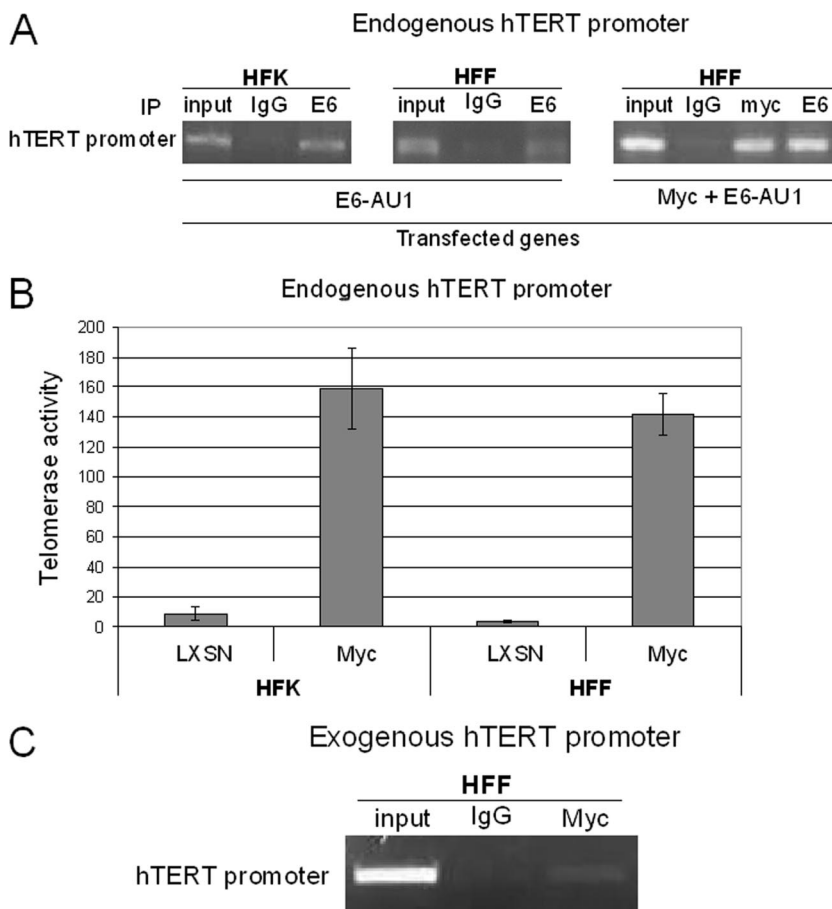 A
Endogenous hTERT promoter
HFK HFF HFF
IP input IgG E6 input IgG E6 input IgG myc E6
hTERT promoter
E6-AU1 Myc + E6-AU1
Transfected genes
B
Endogenous hTERT promoter
Telomerase activity
200
180
160
140
120
100
80
60
40
20
0
LXSN Myc LXSN Myc
HFK HFF
C
Exogenous hTERT promoter
HFF
input IgG Myc
hTERT promoter